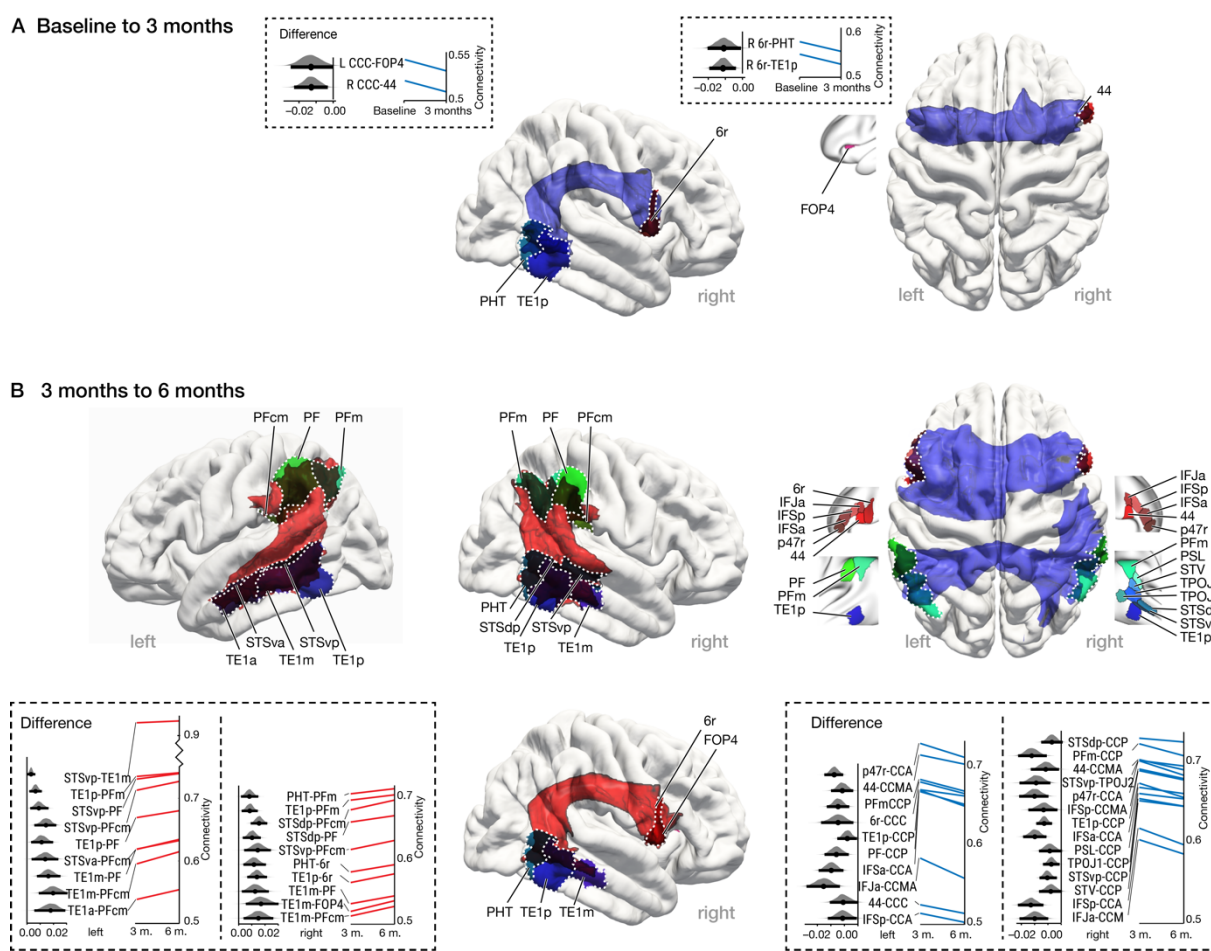 A Baseline to 3 months
Difference
L CCC-FOP4
R CCC-44
−0.02 0.00
Baseline 3 months
0.55
0.5
Connectivity
R 6r-PHT
R 6r-TE1p
−0.02 0.00
Baseline 3 months
0.6
0.5
Connectivity
6r
PHT TE1p
right
FOP4
44
left right
B 3 months to 6 months
PFcm PF PFm
left
STSva STSvp
TE1a TE1m TE1p
PFm PF PFcm
PHT
STSdp STSvp
TE1p TE1m
right
6r
IFJa
IFSp
IFSa
p47r
44
PF
PFm
TE1p
left right
IFJa
IFSp
IFSa
44
p47r
PFm
PSL
STV
TPOJ
TPOJ
STSd
STSv
TE1p
Difference
STSvp-TE1m
TE1p-PFm
STSvp-PF
STSvp-PFcm
TE1p-PF
STSva-PFcm
TE1m-PF
TE1m-PFcm
TE1a-PFcm
0.00 0.02 left 3 m. 6 m.
0.9
0.7
0.6
0.5
Connectivity
PHT-PFm
TE1p-PFm
STSdp-PFm
STSdp-PF
STSvp-PFcm
PHT-6r
TE1p-6r
TE1m-PF
TE1m-FOP4
TE1m-PFcm
0.00 0.02 right 3 m. 6 m.
0.7
0.6
0.5
Connectivity
6r
FOP4
PHT TE1p TE1m
right
Difference
p47r-CCA
44-CCMA
PFmCCP
6r-CCC
TE1p-CCP
PF-CCP
IFSa-CCA
IFJa-CCMA
44-CCC
IFSp-CCA
−0.02 0.00 left 3 m. 6 m.
0.7
0.6
0.5
Connectivity
STSdp-CCP
PFm-CCP
44-CCMA
STSvp-TPOJ2
p47r-CCA
IFSp-CCMA
TE1p-CCP
IFSa-CCA
PSL-CCP
TPOJ1-CCP
STSvp-CCP
STV-CCP
IFSp-CCA
IFJa-CCM
−0.02 0.00 right 3 m. 6 m.
0.7
0.6
0.5
Connectivity